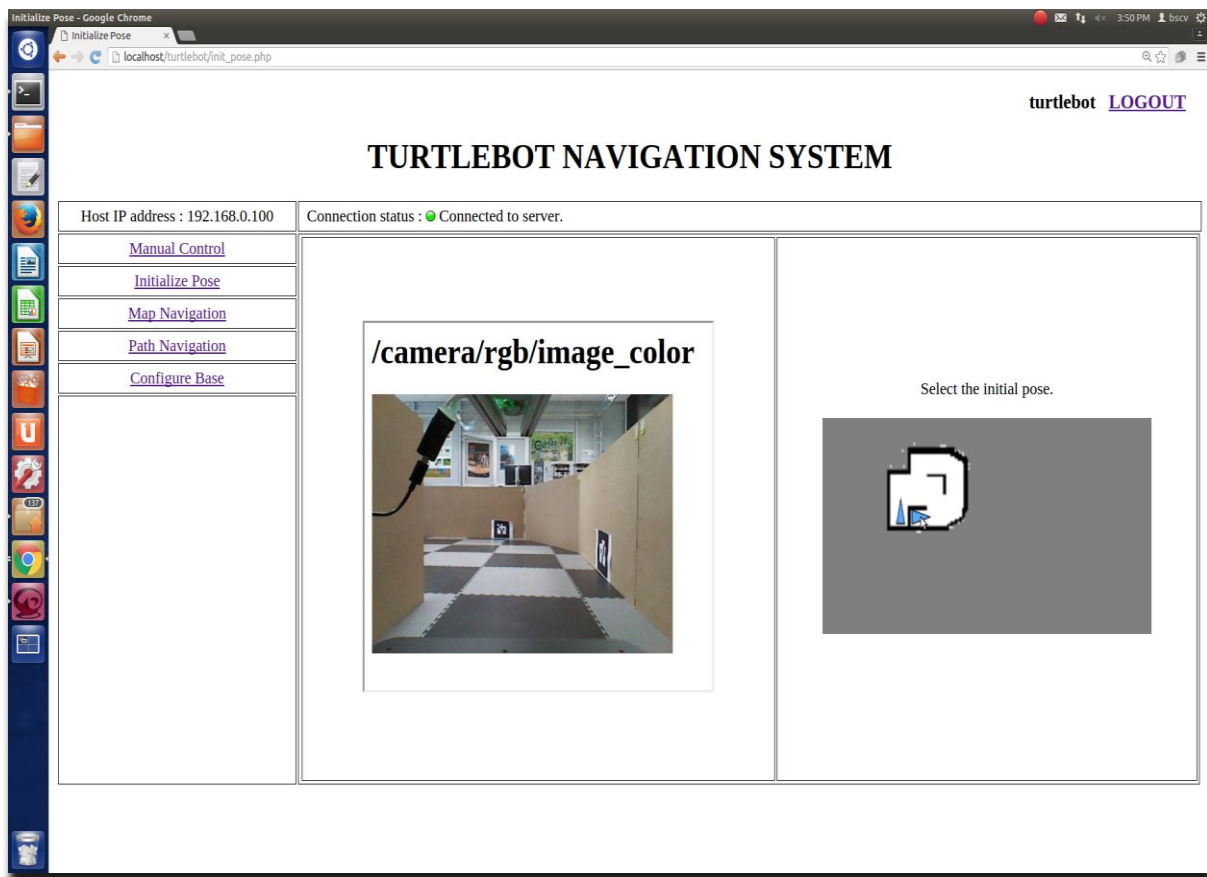 Initialize Pose - Google Chrome
3:50 PM bscv
Initialize Pose ×
localhost/turtlebot/init_pose.php
turtlebot LOGOUT
TURTLEBOT NAVIGATION SYSTEM
Host IP address : 192.168.0.100
Connection status : Connected to server.
Manual Control
Initialize Pose
Map Navigation
Path Navigation
Configure Base
/camera/rgb/image_color
Select the initial pose.
137